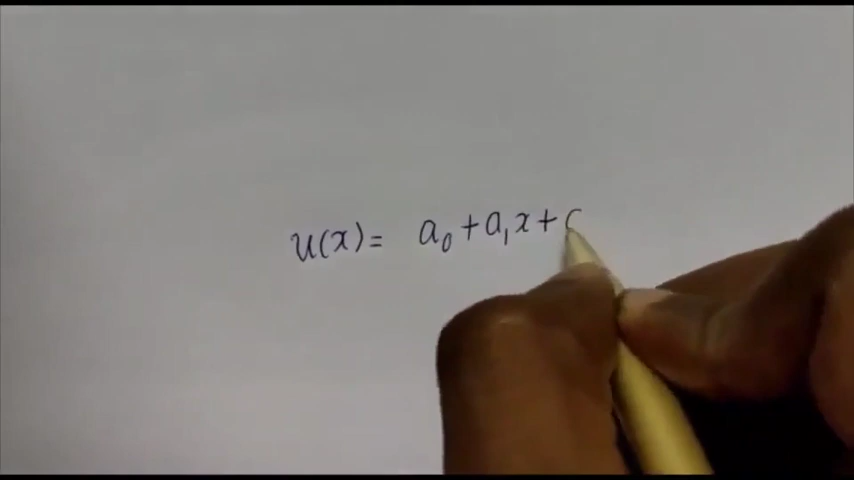 u(x) = a₀ + a₁x +